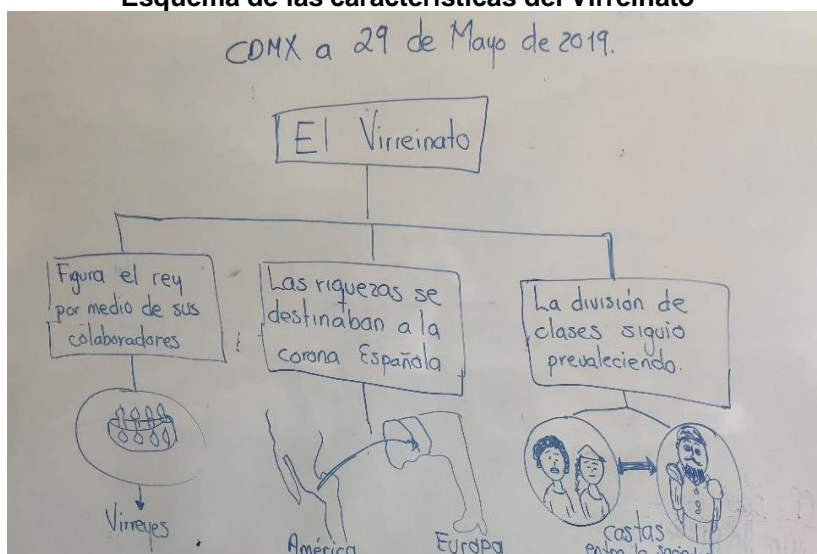 Esquema de las características del Virreinato
CDMX a 29 de Mayo de 2019.
El Virreinato
Figura el rey
por medio de sus
colaboradores
Virreyes
Las riquezas se
destinaban a la
corona Española
América
Europa
La división de
clases siguio
prevaleciendo.
castas
entre la